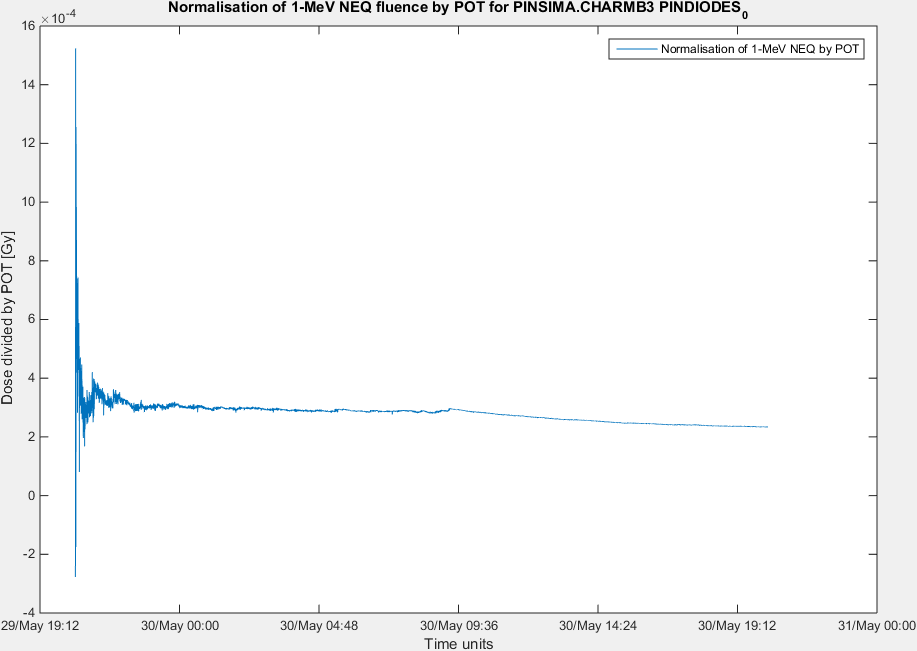 Normalisation of 1-MeV NEQ fluence by POT for PINSIMA.CHARMB3 PINDIODES0
×10-4
Normalisation of 1-MeV NEQ by POT
16
14
12
10
8
6
4
2
0
-2
-4
Dose divided by POT [Gy]
29/May 19:12 30/May 00:00 30/May 04:48 30/May 09:36 30/May 14:24 30/May 19:12 31/May 00:00
Time units